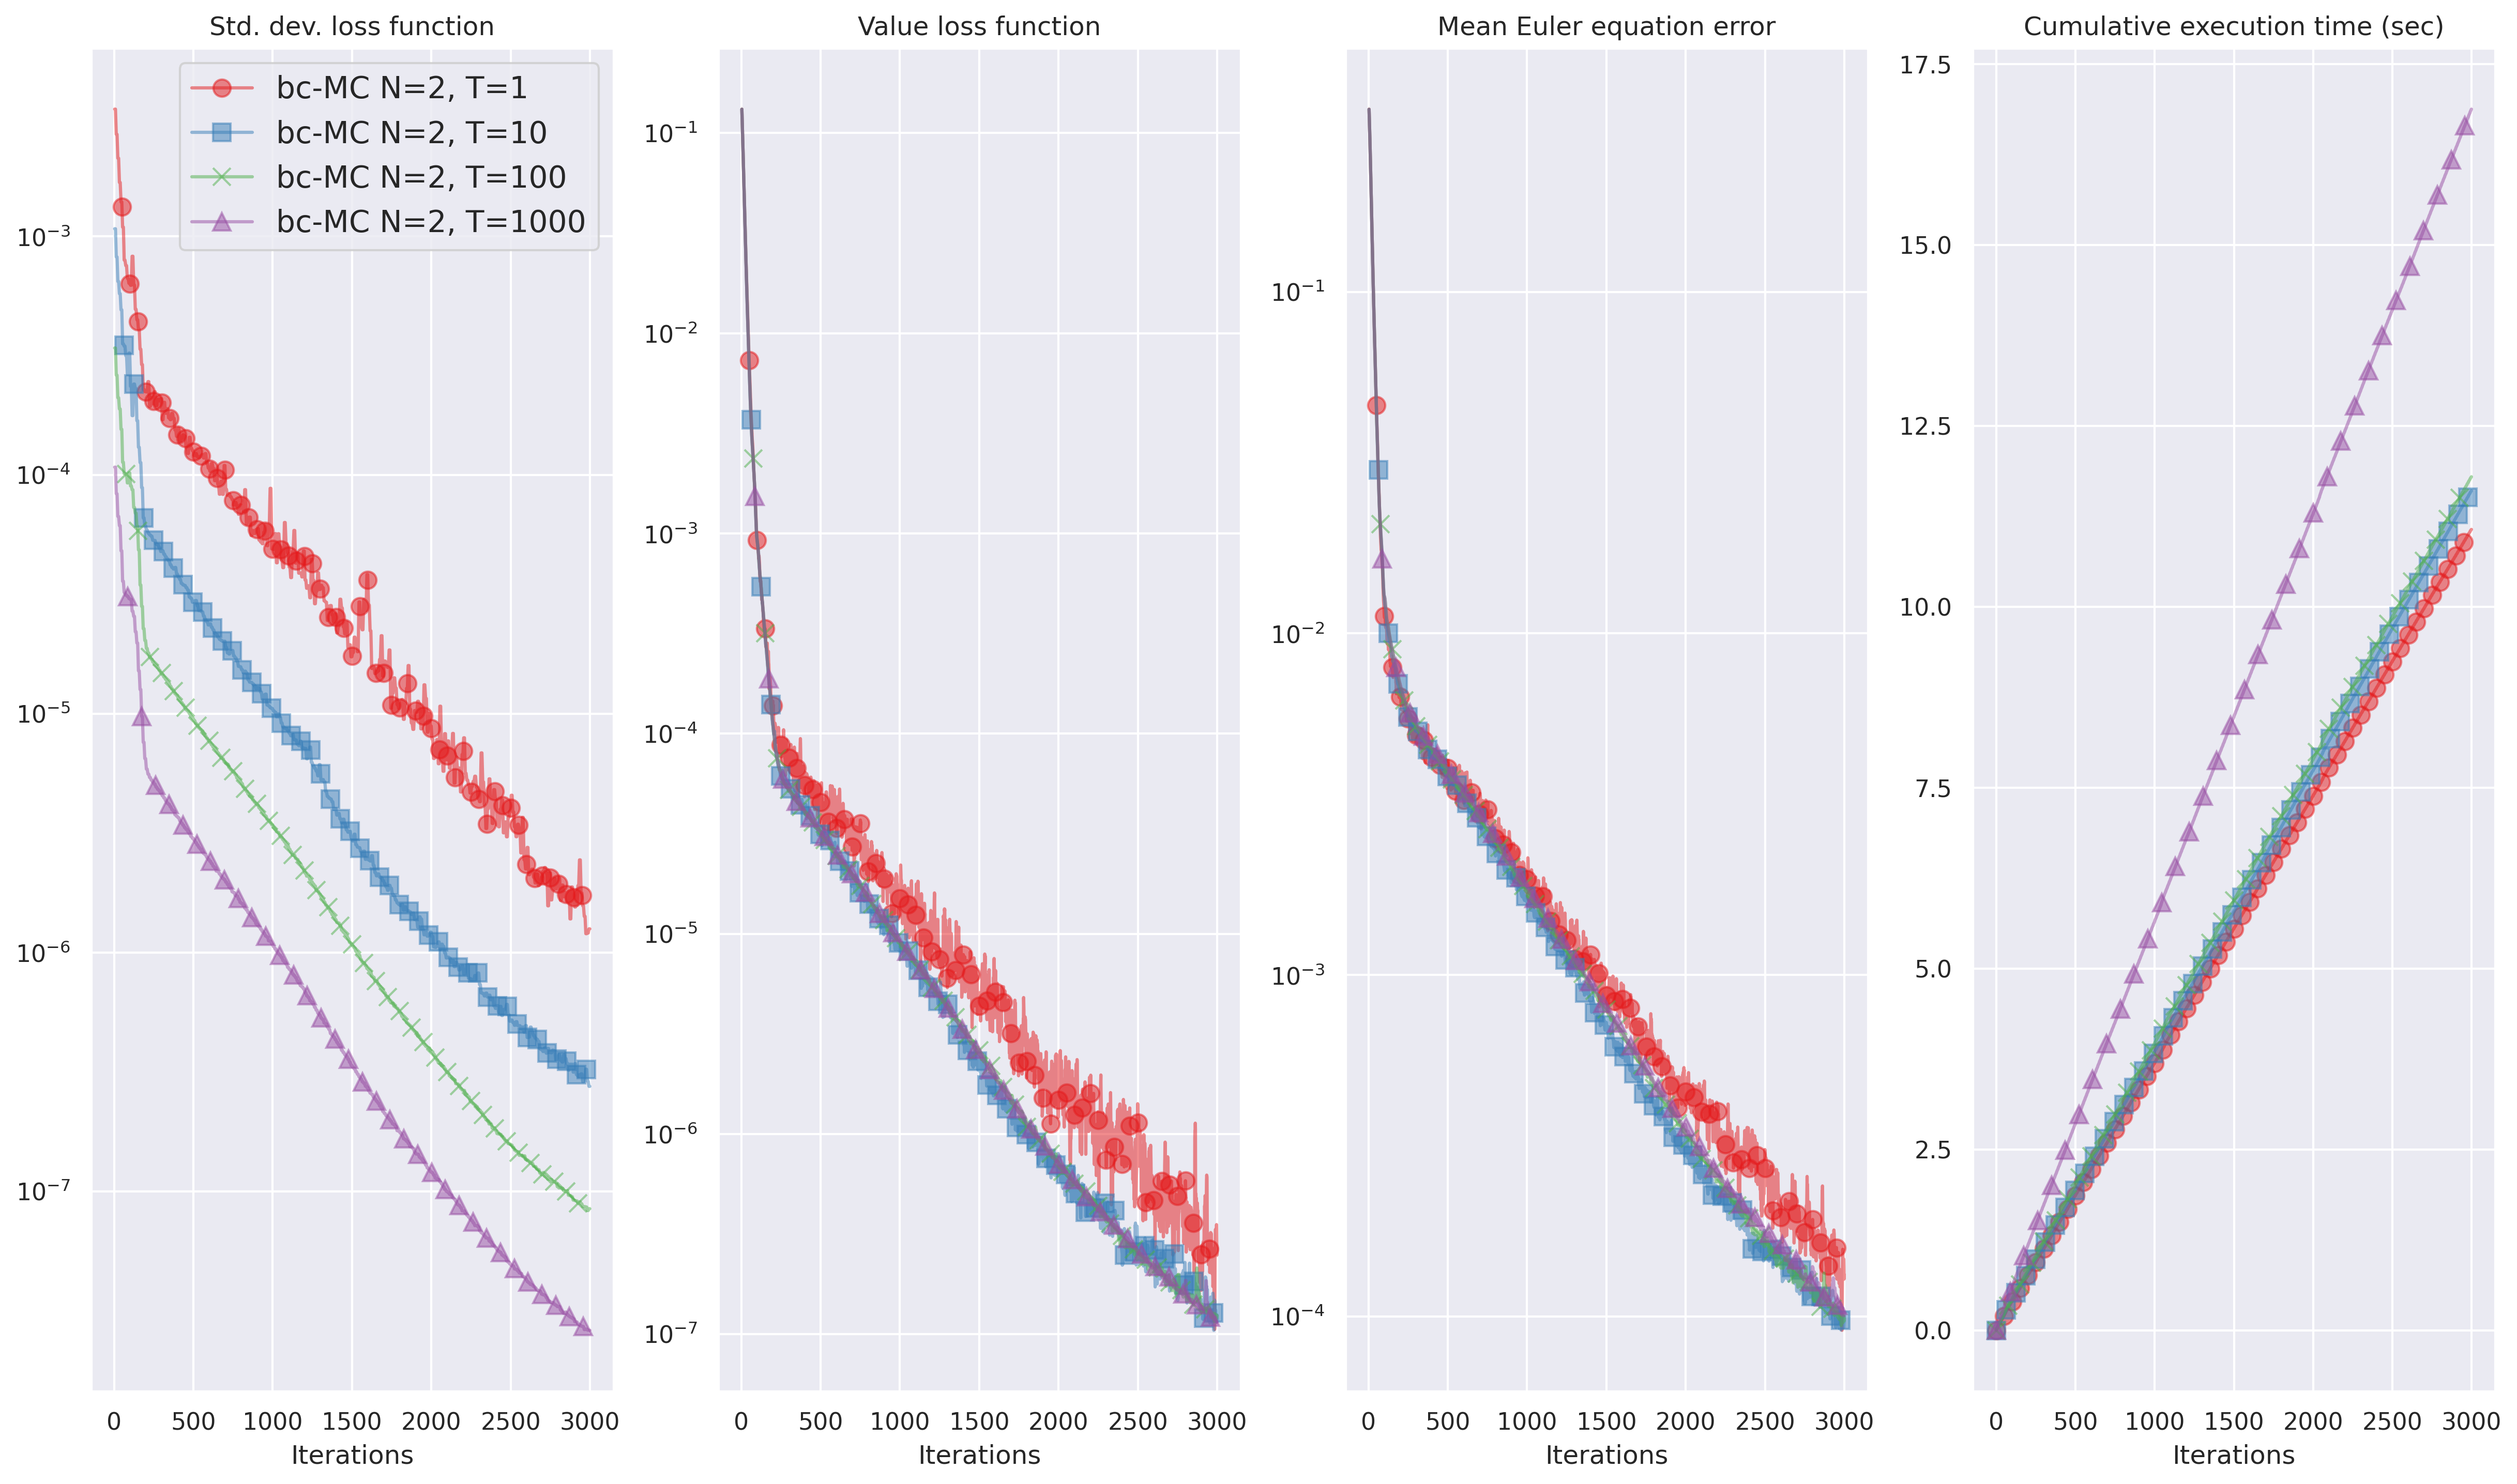 Std. dev. loss function
bc-MC N=2, T=1
bc-MC N=2, T=10
bc-MC N=2, T=100
bc-MC N=2, T=1000
10⁻³
10⁻⁴
10⁻⁵
10⁻⁶
10⁻⁷
0 500 1000 1500 2000 2500 3000
Iterations
Value loss function
10⁻¹
10⁻²
10⁻³
10⁻⁴
10⁻⁵
10⁻⁶
10⁻⁷
0 500 1000 1500 2000 2500 3000
Iterations
Mean Euler equation error
10⁻¹
10⁻²
10⁻³
10⁻⁴
0 500 1000 1500 2000 2500 3000
Iterations
Cumulative execution time (sec)
17.5
15.0
12.5
10.0
7.5
5.0
2.5
0.0
0 500 1000 1500 2000 2500 3000
Iterations